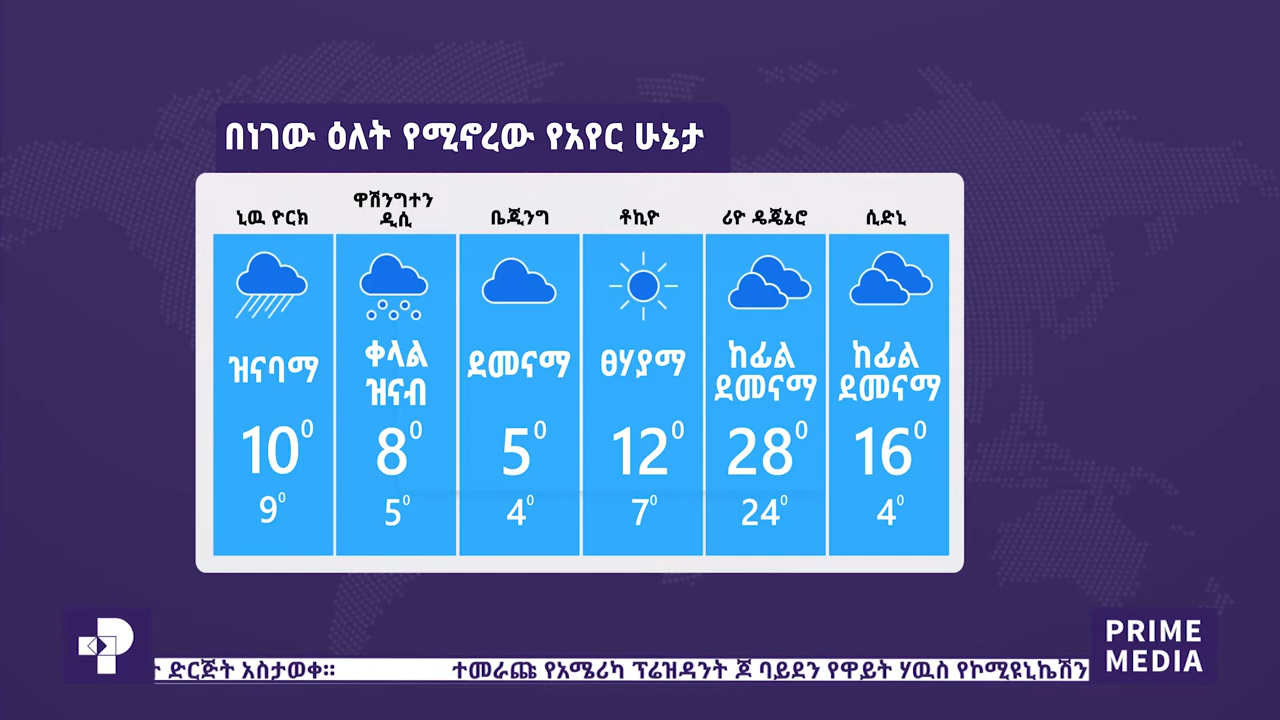 በነገው ዕለት የሚኖረው የአየር ሁኔታ
ኒዉ ዮርክ
ዋሽንግተን
ዲሲ
ቤጂንግ
ቶኪዮ
ሪዮ ዴጄኔሮ
ሲድኒ
ዝናባማ
ቀላል
ዝናብ
ደመናማ
ፀሃያማ
ከፊል
ደመናማ
ከፊል
ደመናማ
10⁰ 8⁰ 5⁰ 12⁰ 28⁰ 16⁰
9⁰ 5⁰ 4⁰ 7⁰ 24⁰ 4⁰
ድርጅት አስታወቀ። ተመራጩ የአሜሪካ ፕሬዝዳንት ጆ ባይደን የዋይት ሃዉስ የኮሚዩኒኬሽን
PRIME
MEDIA